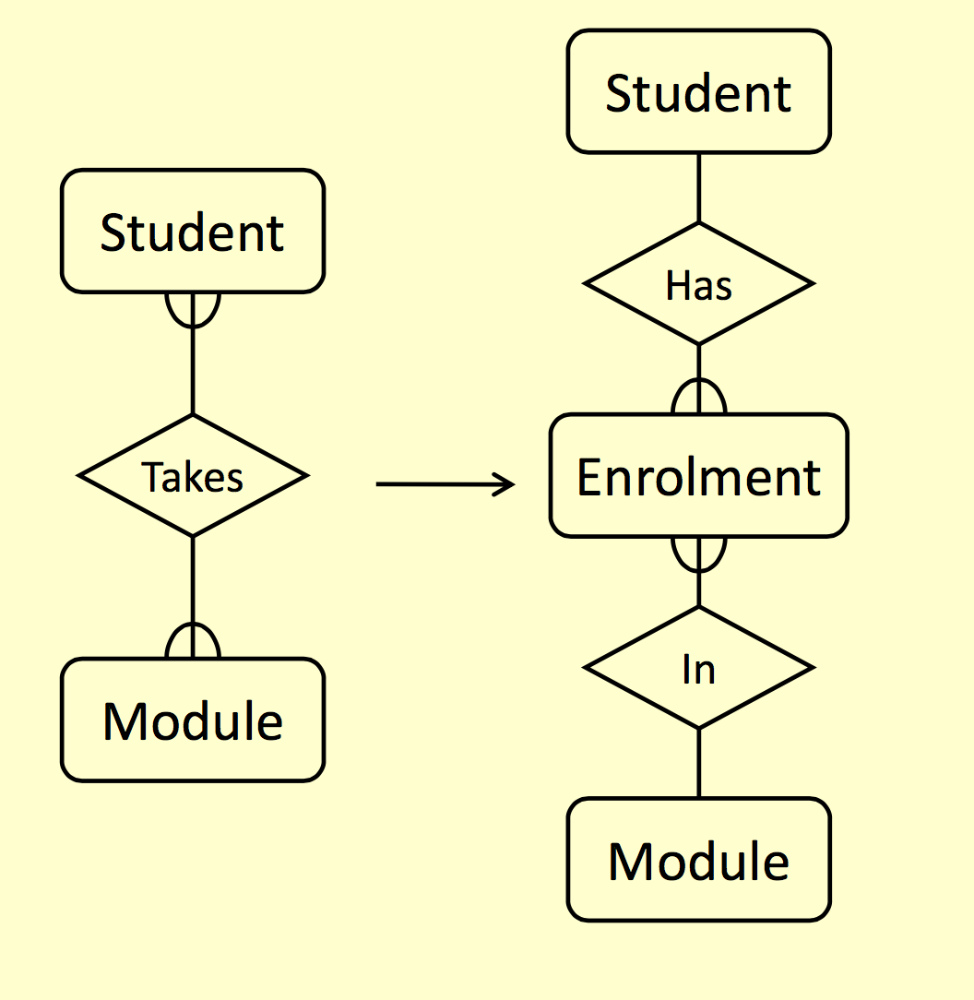 Student
Takes
Module
Student
Has
Enrolment
In
Module